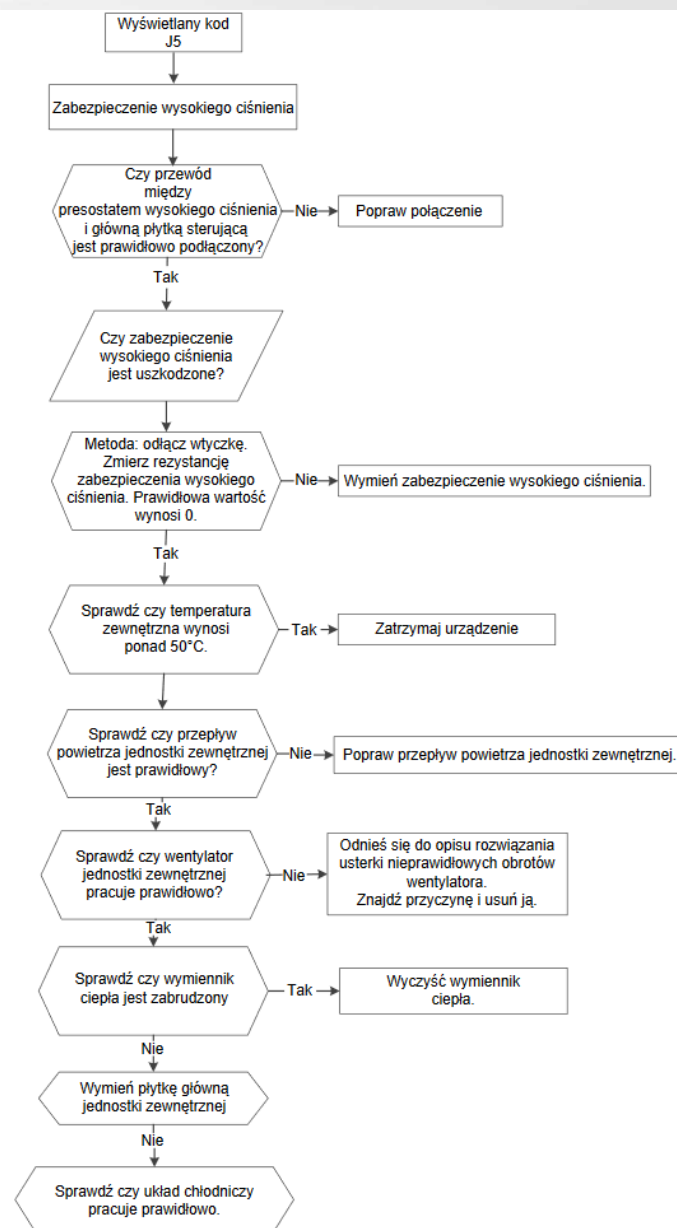 Wyświetlany kod
J5
Zabezpieczenie wysokiego ciśnienia
Czy przewód
między
presostatem wysokiego ciśnienia
i główną płytką sterującą
jest prawidłowo podłączony?
Nie
Popraw połączenie
Tak
Czy zabezpieczenie
wysokiego ciśnienia
jest uszkodzone?
Metoda: odłącz wtyczkę.
Zmierz rezystancję
zabezpieczenia wysokiego
ciśnienia. Prawidłowa wartość
wynosi 0.
Nie
Wymień zabezpieczenie wysokiego ciśnienia.
Tak
Sprawdź czy temperatura
zewnętrzna wynosi
ponad 50°C.
Tak
Zatrzymaj urządzenie
Sprawdź czy przepływ
powietrza jednostki zewnętrznej
jest prawidłowy?
Nie
Popraw przepływ powietrza jednostki zewnętrznej.
Tak
Sprawdź czy wentylator
jednostki zewnętrznej
pracuje prawidłowo?
Nie
Odnieś się do opisu rozwiązania
usterki nieprawidłowych obrotów
wentylatora.
Znajdź przyczynę i usuń ją.
Tak
Sprawdź czy wymiennik
ciepła jest zabrudzony
Tak
Wyczyść wymiennik
ciepła.
Nie
Wymień płytkę główną
jednostki zewnętrznej
Nie
Sprawdź czy układ chłodniczy
pracuje prawidłowo.